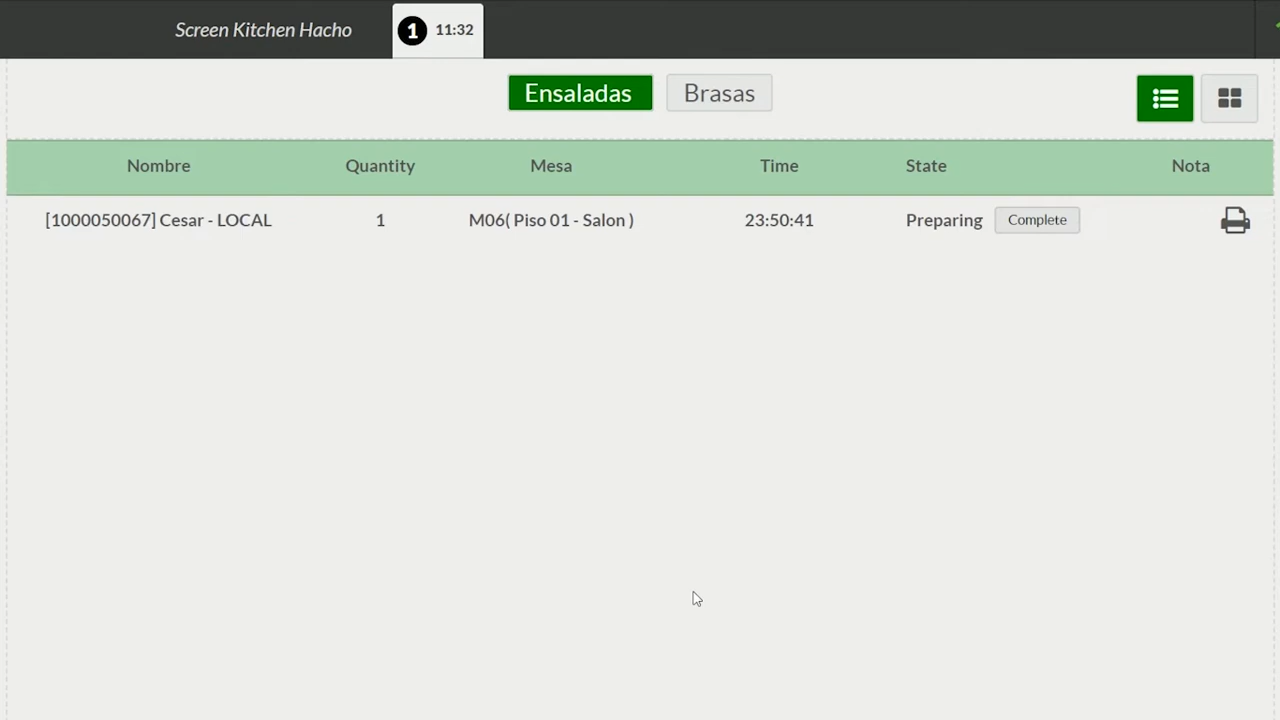 Screen Kitchen Hacho 1 11:32
Ensaladas Brasas
Nombre Quantity Mesa Time State Nota
[1000050067] Cesar - LOCAL 1 M06( Piso 01 - Salon ) 23:50:41 Preparing Complete